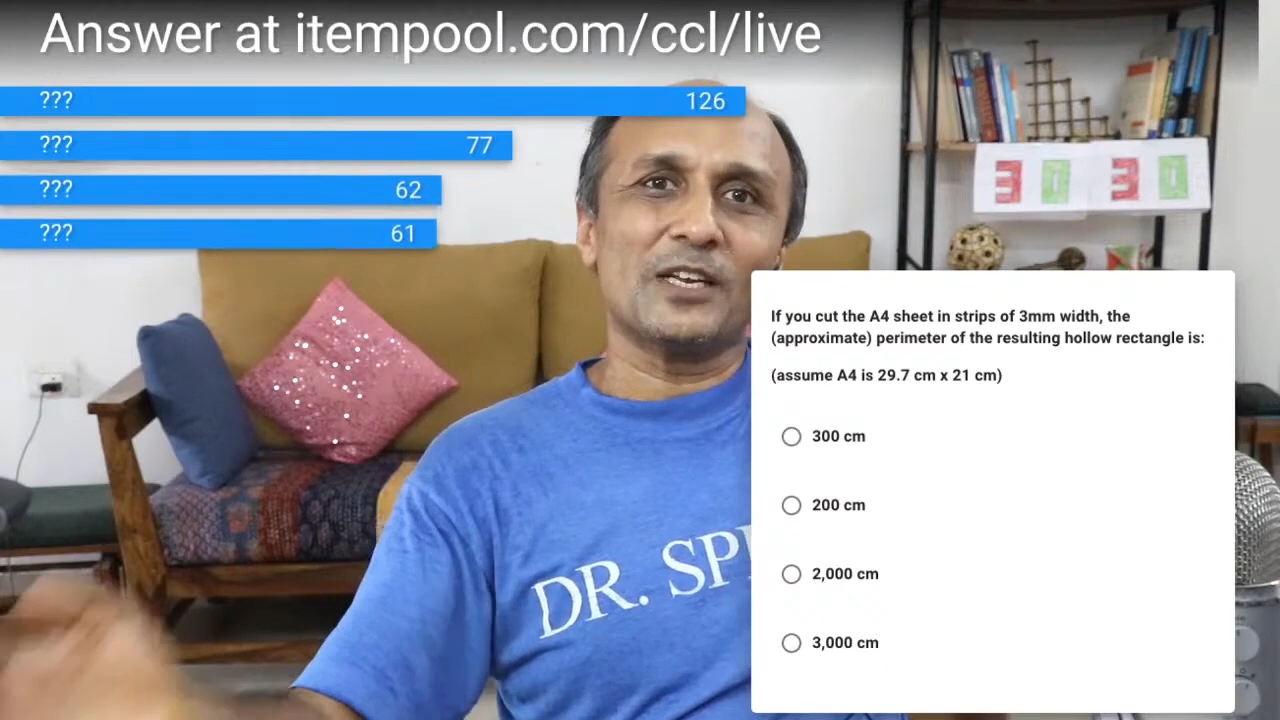 Answer at itempool.com/ccl/live
??? 126
??? 77
??? 62
??? 61
30 30
If you cut the A4 sheet in strips of 3mm width, the
(approximate) perimeter of the resulting hollow rectangle is:
(assume A4 is 29.7 cm x 21 cm)
300 cm
200 cm
2,000 cm
3,000 cm
DR. SP